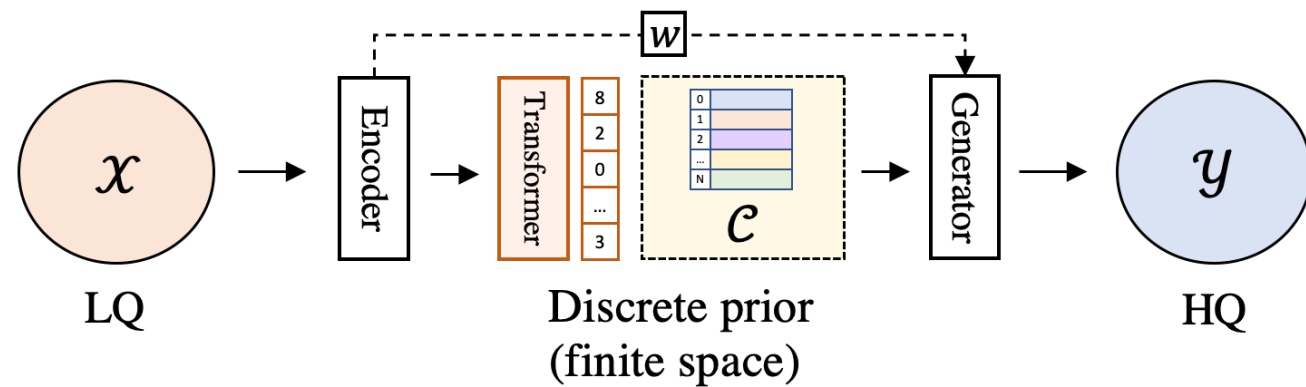 w
𝒳
Encoder
Transformer
8
2
0
...
3
0
1
2
...
N
𝒞
Generator
𝒴
LQ
Discrete prior
(finite space)
HQ